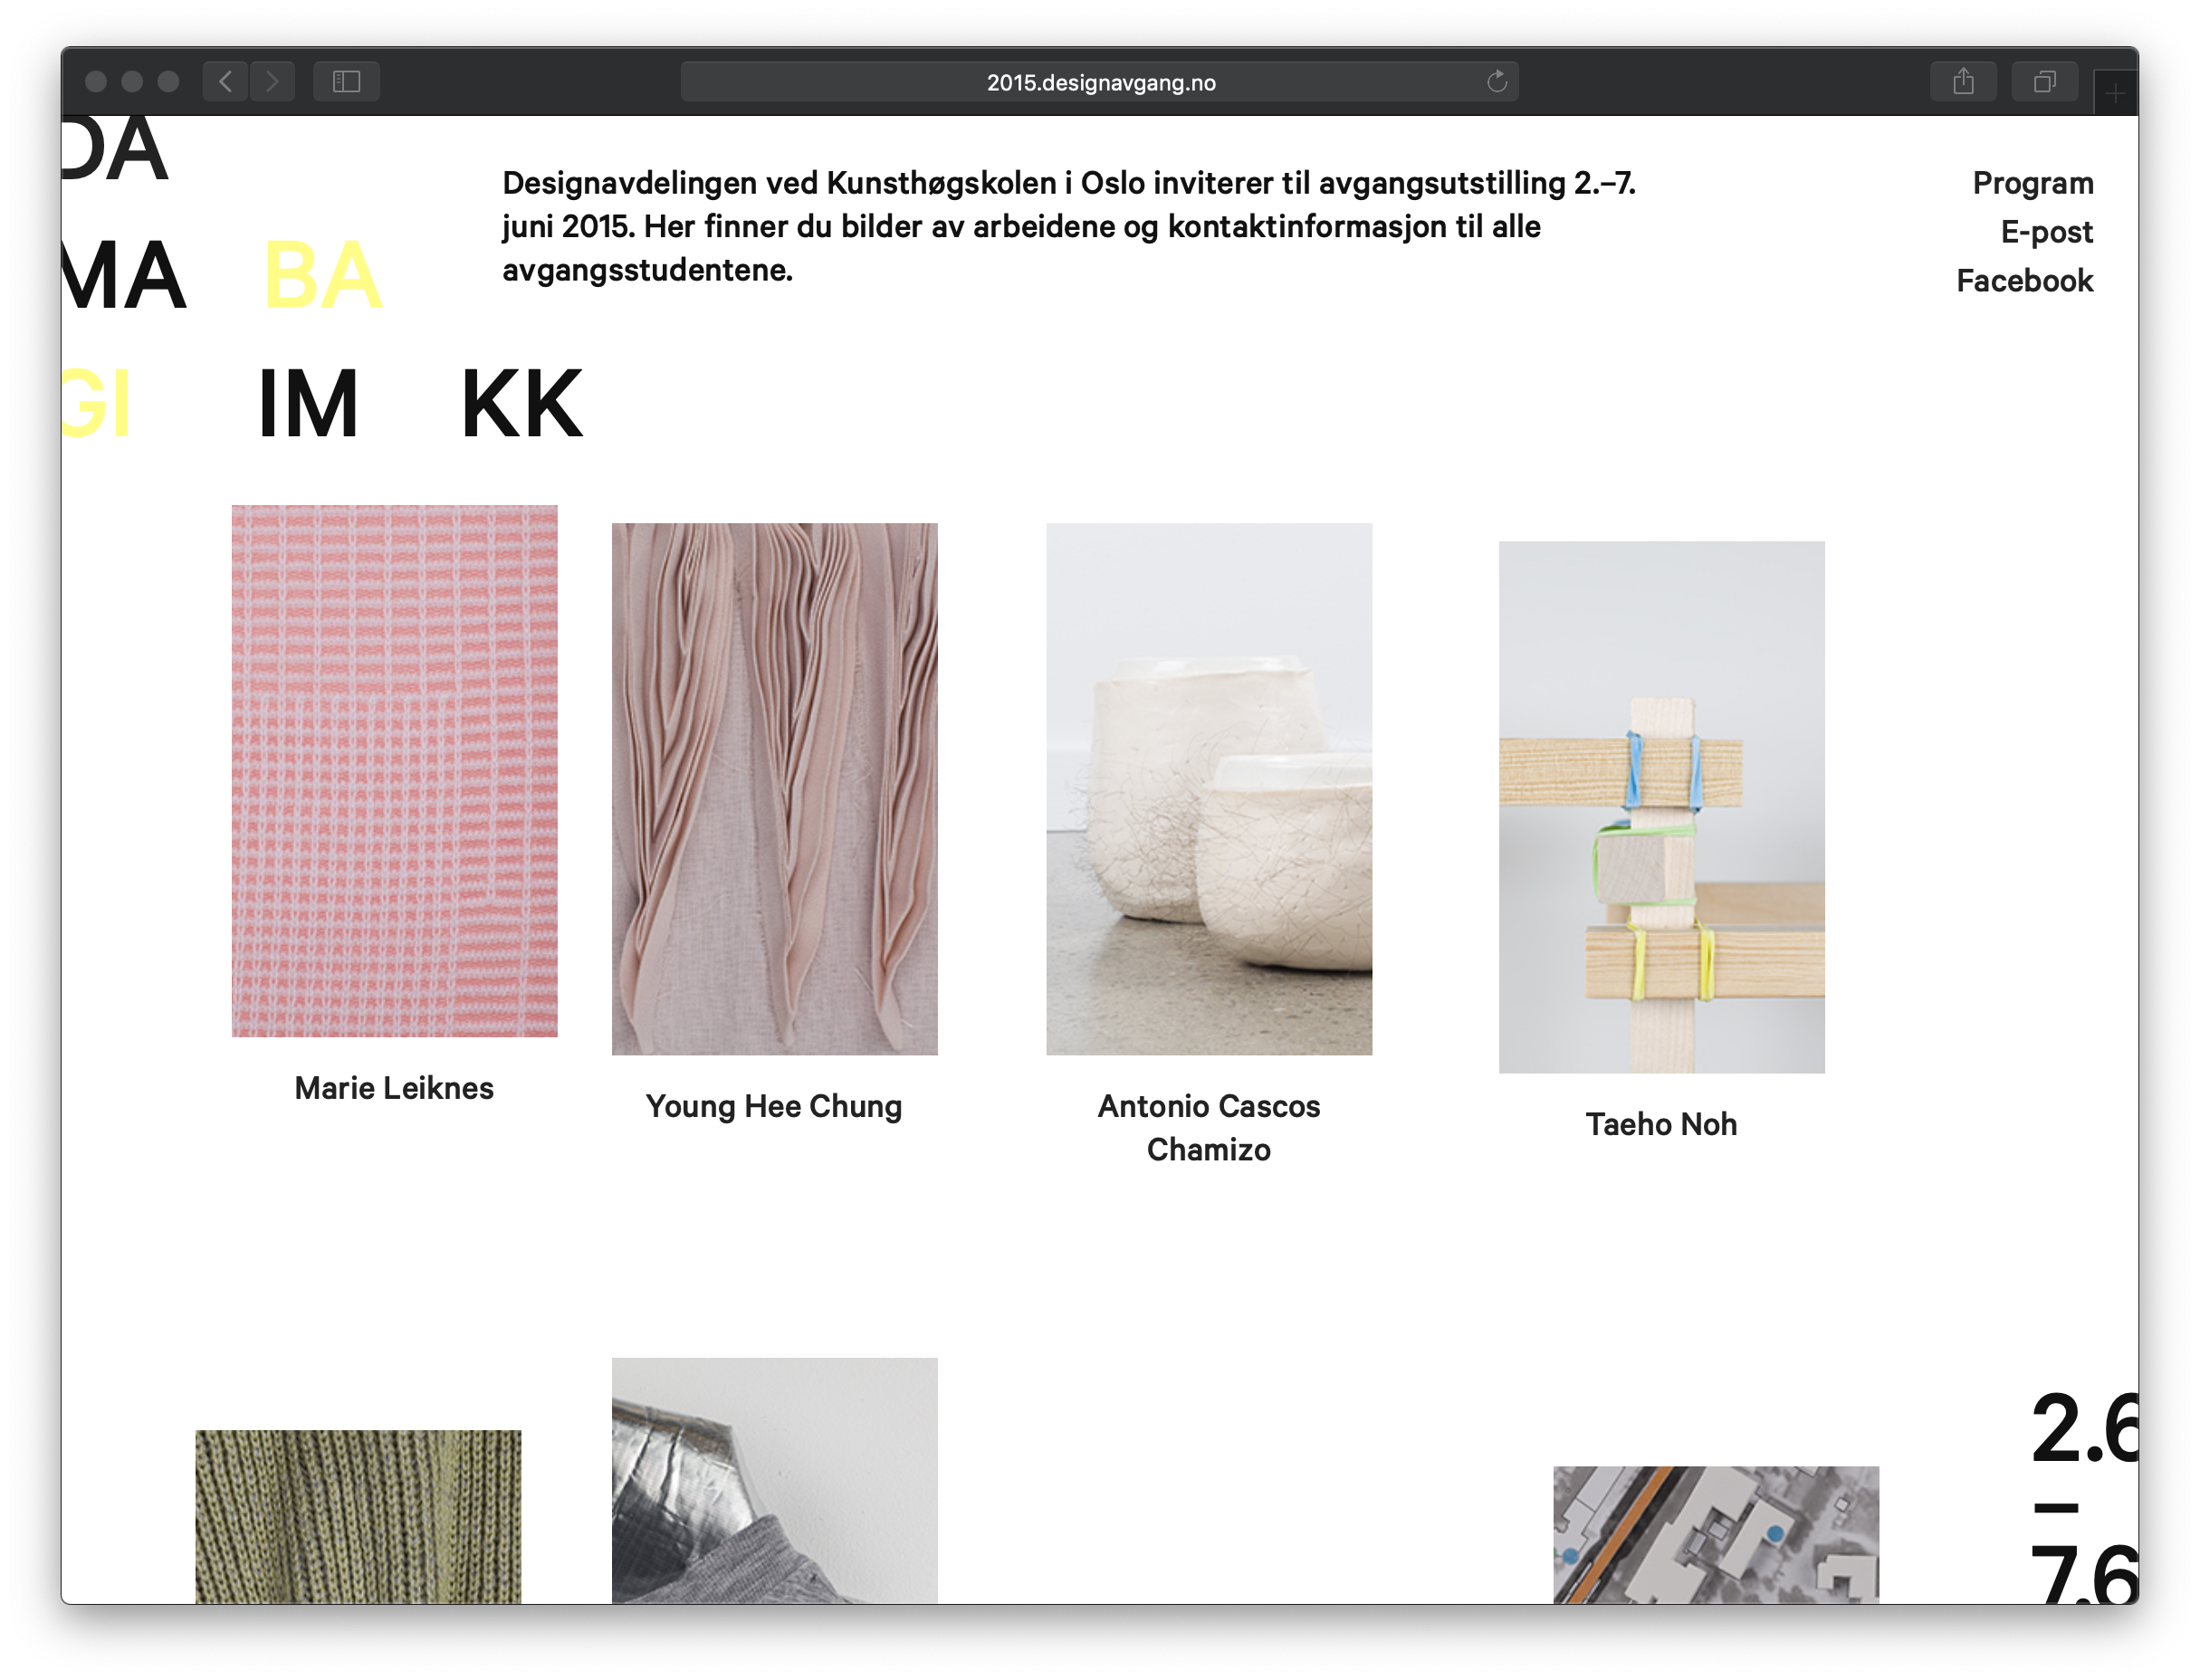 2015.designavgang.no
DA
Designavdelingen ved Kunsthøgskolen i Oslo inviterer til avgangsutstilling 2.–7.
juni 2015. Her finner du bilder av arbeidene og kontaktinformasjon til alle
avgangsstudentene.
Program
E-post
Facebook
MA BA
GI IM KK
Marie Leiknes
Young Hee Chung
Antonio Cascos
Chamizo
Taeho Noh
2.6
–
7.6